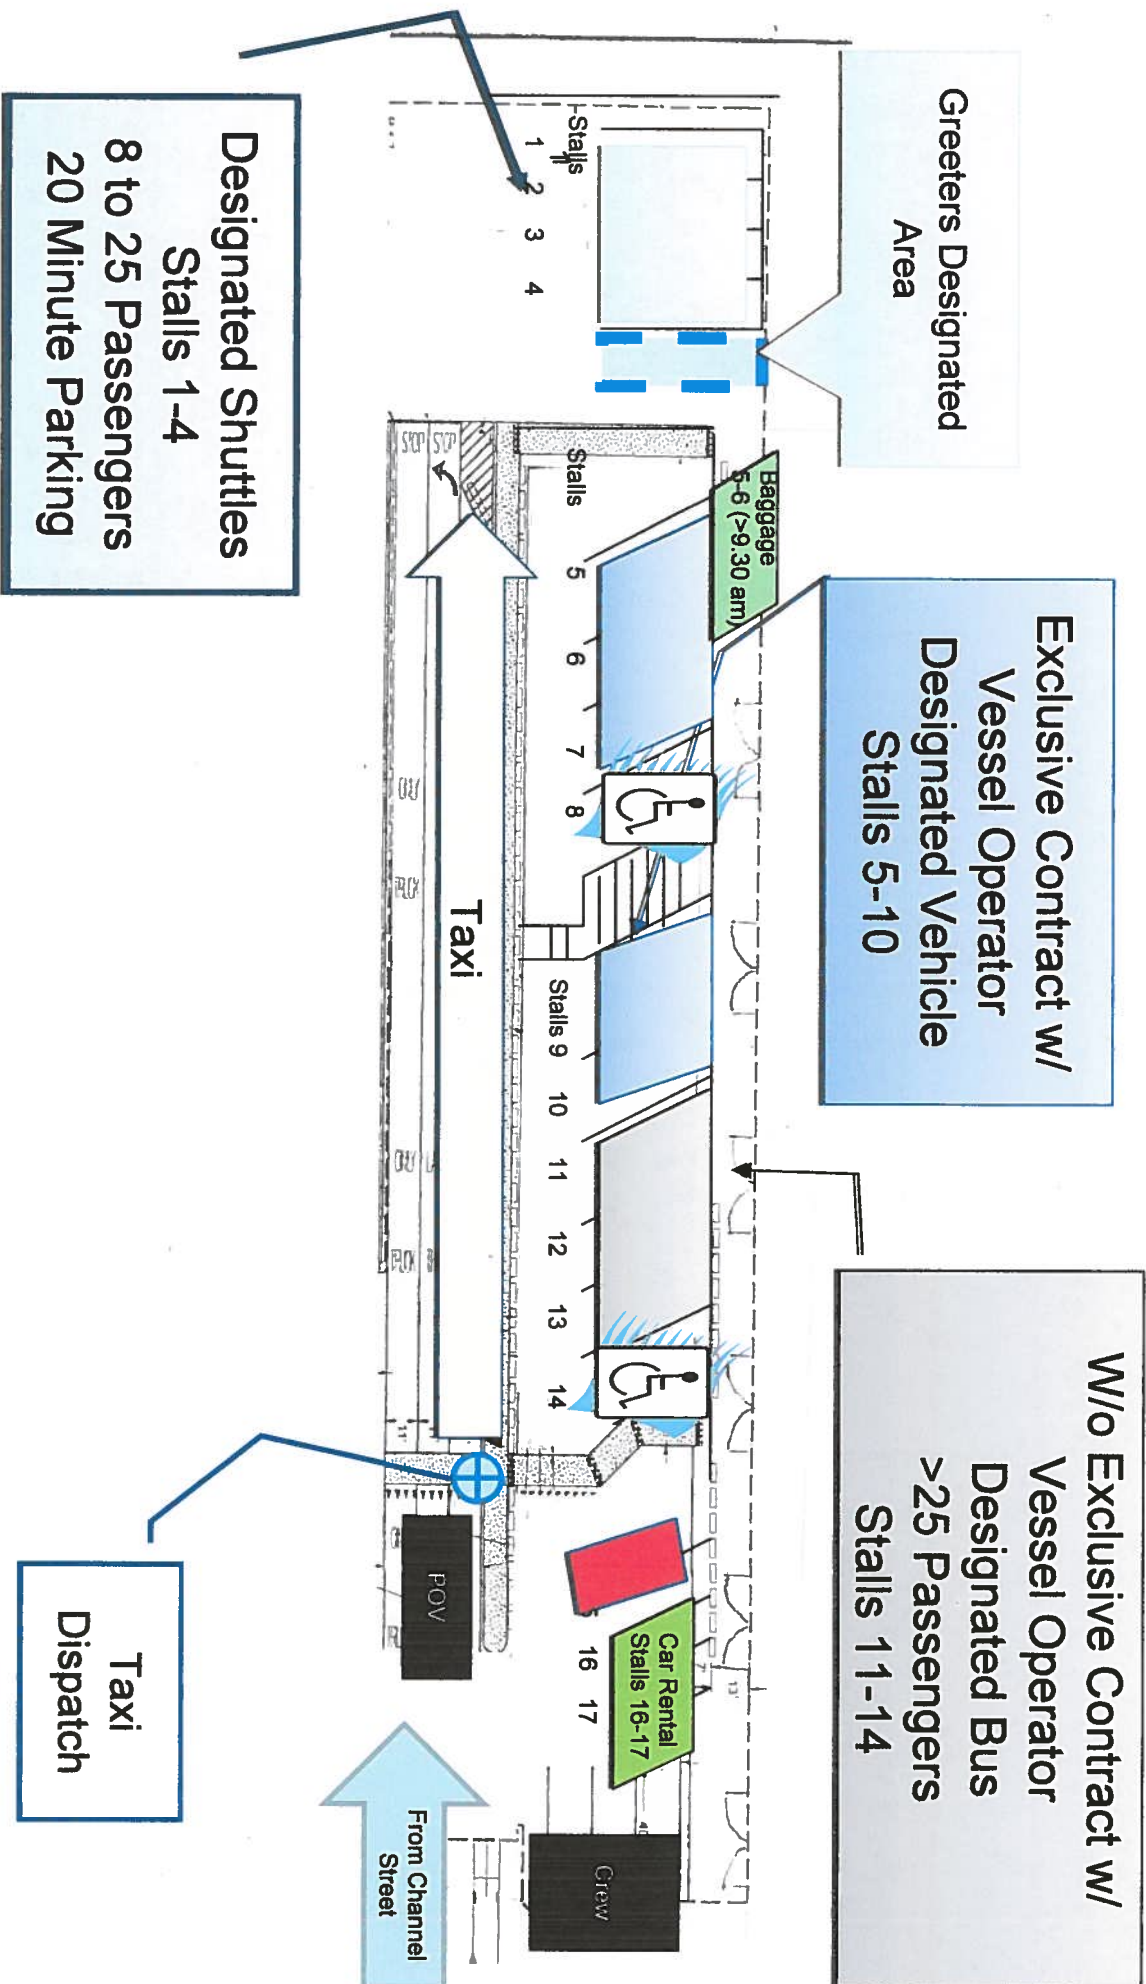 Greeters Designated
Area
Exclusive Contract w/
Vessel Operator
Designated Vehicle
Stalls 5-10
W/o Exclusive Contract w/
Vessel Operator
Designated Bus
>25 Passengers
Stalls 11-14
Baggage
5-6 (>9.30 am)
Car Rental
Stalls 16-17
Stalls
1
2
3
4
Stalls
5
6
7
8
Stalls 9
10
11
12
13
14
16
17
Crew
Taxi
POV
From Channel
Street
Designated Shuttles
Stalls 1-4
8 to 25 Passengers
20 Minute Parking
Taxi
Dispatch